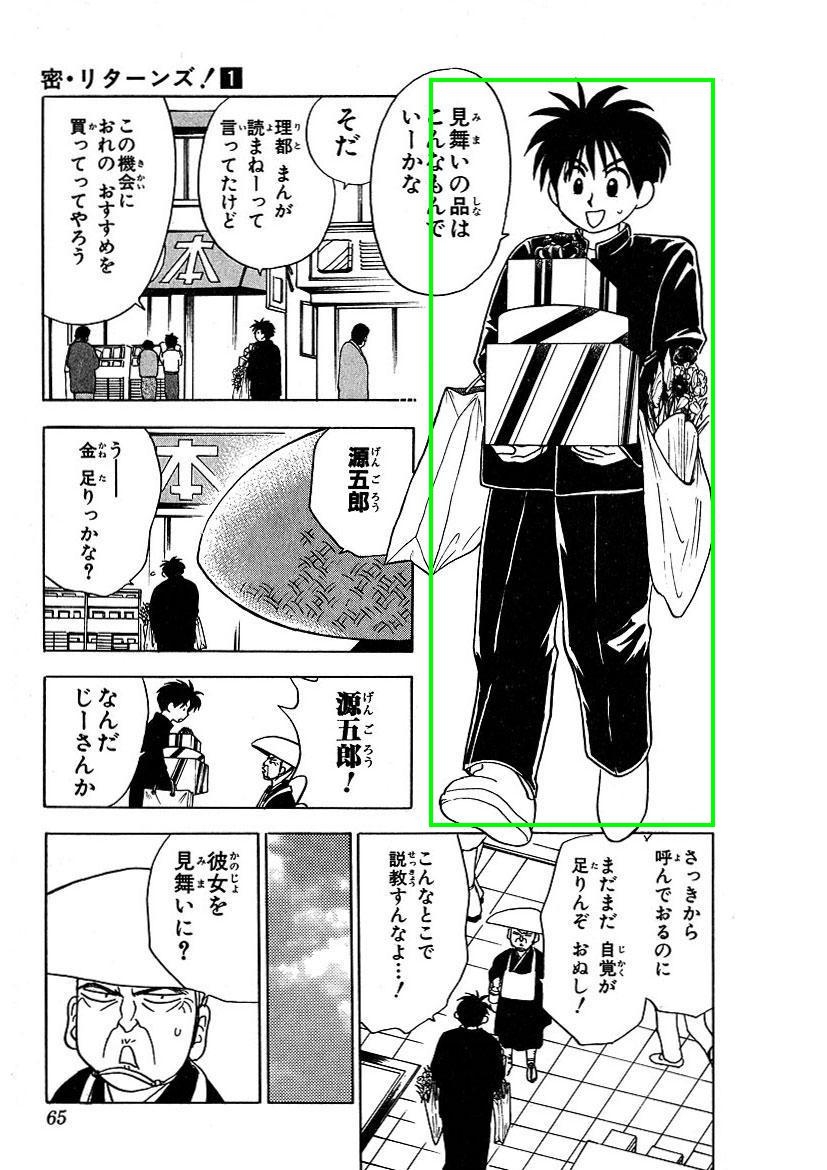 密・リターンズ！1
見舞いの品は
こんなもんで
いーかな
そだ
理都 まんが
読まねーって
言ってたけど
この機会に
おれの おすすめを
買ってってやろう
本
源五郎
うー
金 足りっかな？
本
源五郎！
なんだ
じーさんか
さっきから
呼んでおるのに
まだまだ 自覚が
足りんぞ おぬし！
こんなとこで
説教すんなよ…！
彼女を
見舞いに？
65